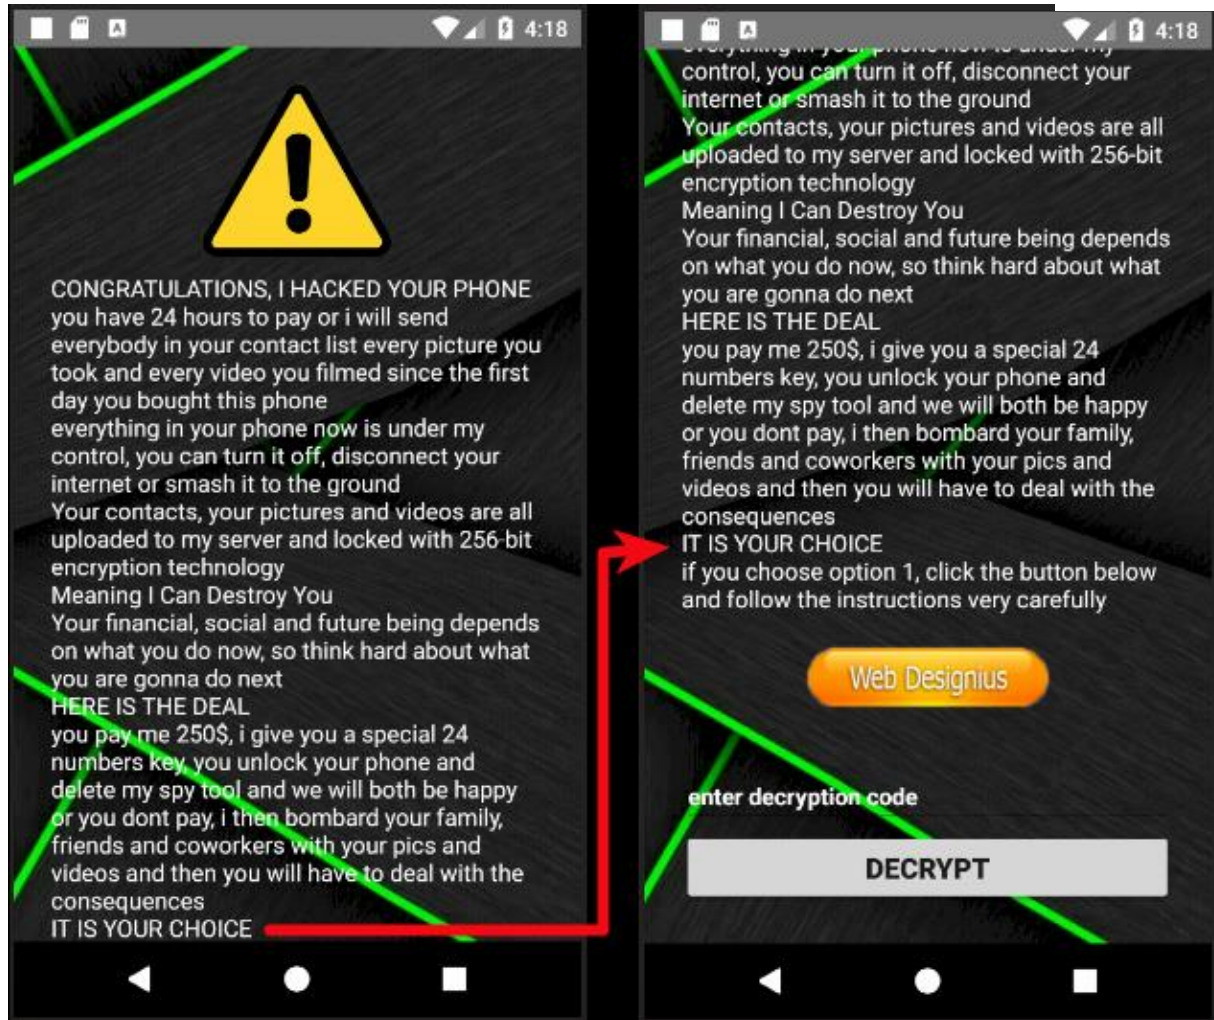 4:18
CONGRATULATIONS, I HACKED YOUR PHONE
you have 24 hours to pay or i will send
everybody in your contact list every picture you
took and every video you filmed since the first
day you bought this phone
everything in your phone now is under my
control, you can turn it off, disconnect your
internet or smash it to the ground
Your contacts, your pictures and videos are all
uploaded to my server and locked with 256-bit
encryption technology
Meaning I Can Destroy You
Your financial, social and future being depends
on what you do now, so think hard about what
you are gonna do next
HERE IS THE DEAL
you pay me 250$, i give you a special 24
numbers key, you unlock your phone and
delete my spy tool and we will both be happy
or you dont pay, i then bombard your family,
friends and coworkers with your pics and
videos and then you will have to deal with the
consequences
IT IS YOUR CHOICE
4:18
everything in your phone now is under my
control, you can turn it off, disconnect your
internet or smash it to the ground
Your contacts, your pictures and videos are all
uploaded to my server and locked with 256-bit
encryption technology
Meaning I Can Destroy You
Your financial, social and future being depends
on what you do now, so think hard about what
you are gonna do next
HERE IS THE DEAL
you pay me 250$, i give you a special 24
numbers key, you unlock your phone and
delete my spy tool and we will both be happy
or you dont pay, i then bombard your family,
friends and coworkers with your pics and
videos and then you will have to deal with the
consequences
IT IS YOUR CHOICE
if you choose option 1, click the button below
and follow the instructions very carefully
Web Designius
enter decryption code
DECRYPT